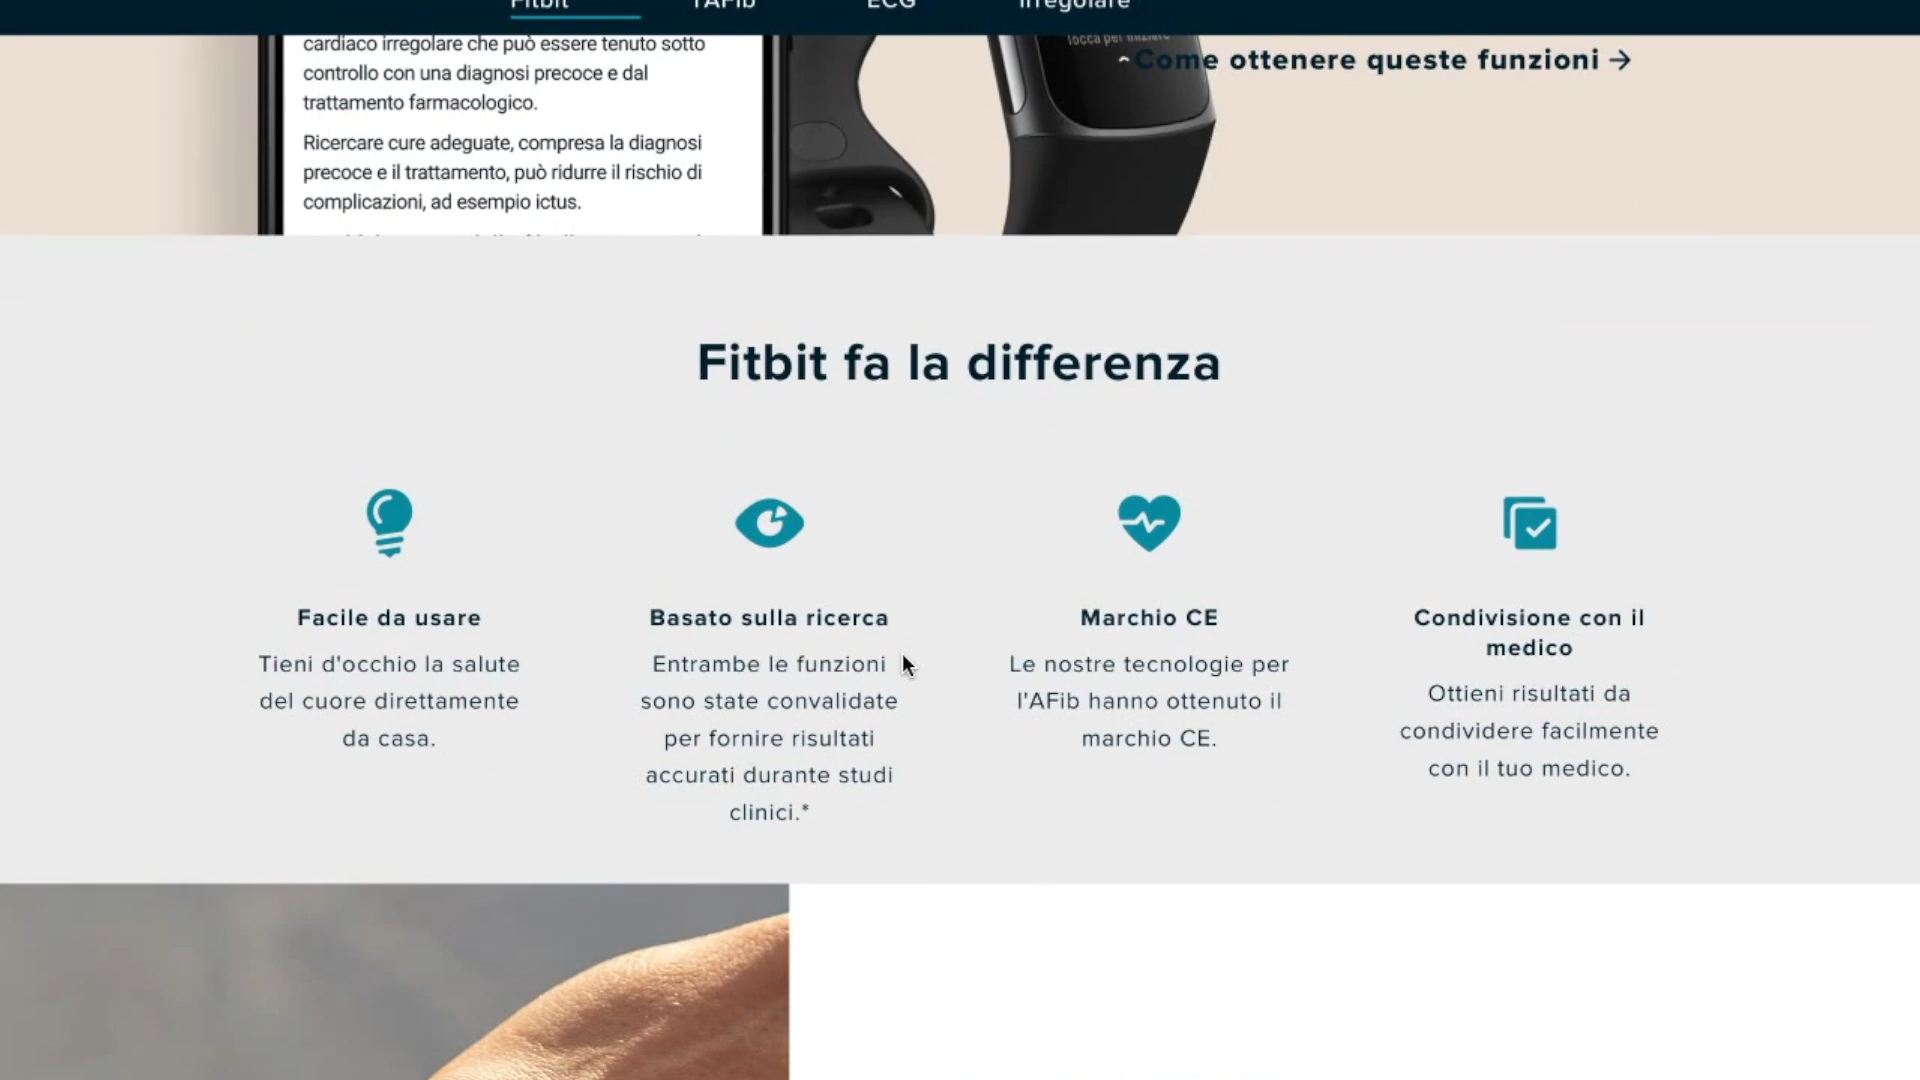 Fitbit
l'AFib
ECG
irregolare
cardiaco irregolare che può essere tenuto sotto
controllo con una diagnosi precoce e dal
trattamento farmacologico.
Ricercare cure adeguate, compresa la diagnosi
precoce e il trattamento, può ridurre il rischio di
complicazioni, ad esempio ictus.
Tocca per iniziare
Come ottenere queste funzioni →
Fitbit fa la differenza
Facile da usare
Tieni d'occhio la salute
del cuore direttamente
da casa.
Basato sulla ricerca
Entrambe le funzioni
sono state convalidate
per fornire risultati
accurati durante studi
clinici.*
Marchio CE
Le nostre tecnologie per
l'AFib hanno ottenuto il
marchio CE.
Condivisione con il
medico
Ottieni risultati da
condividere facilmente
con il tuo medico.